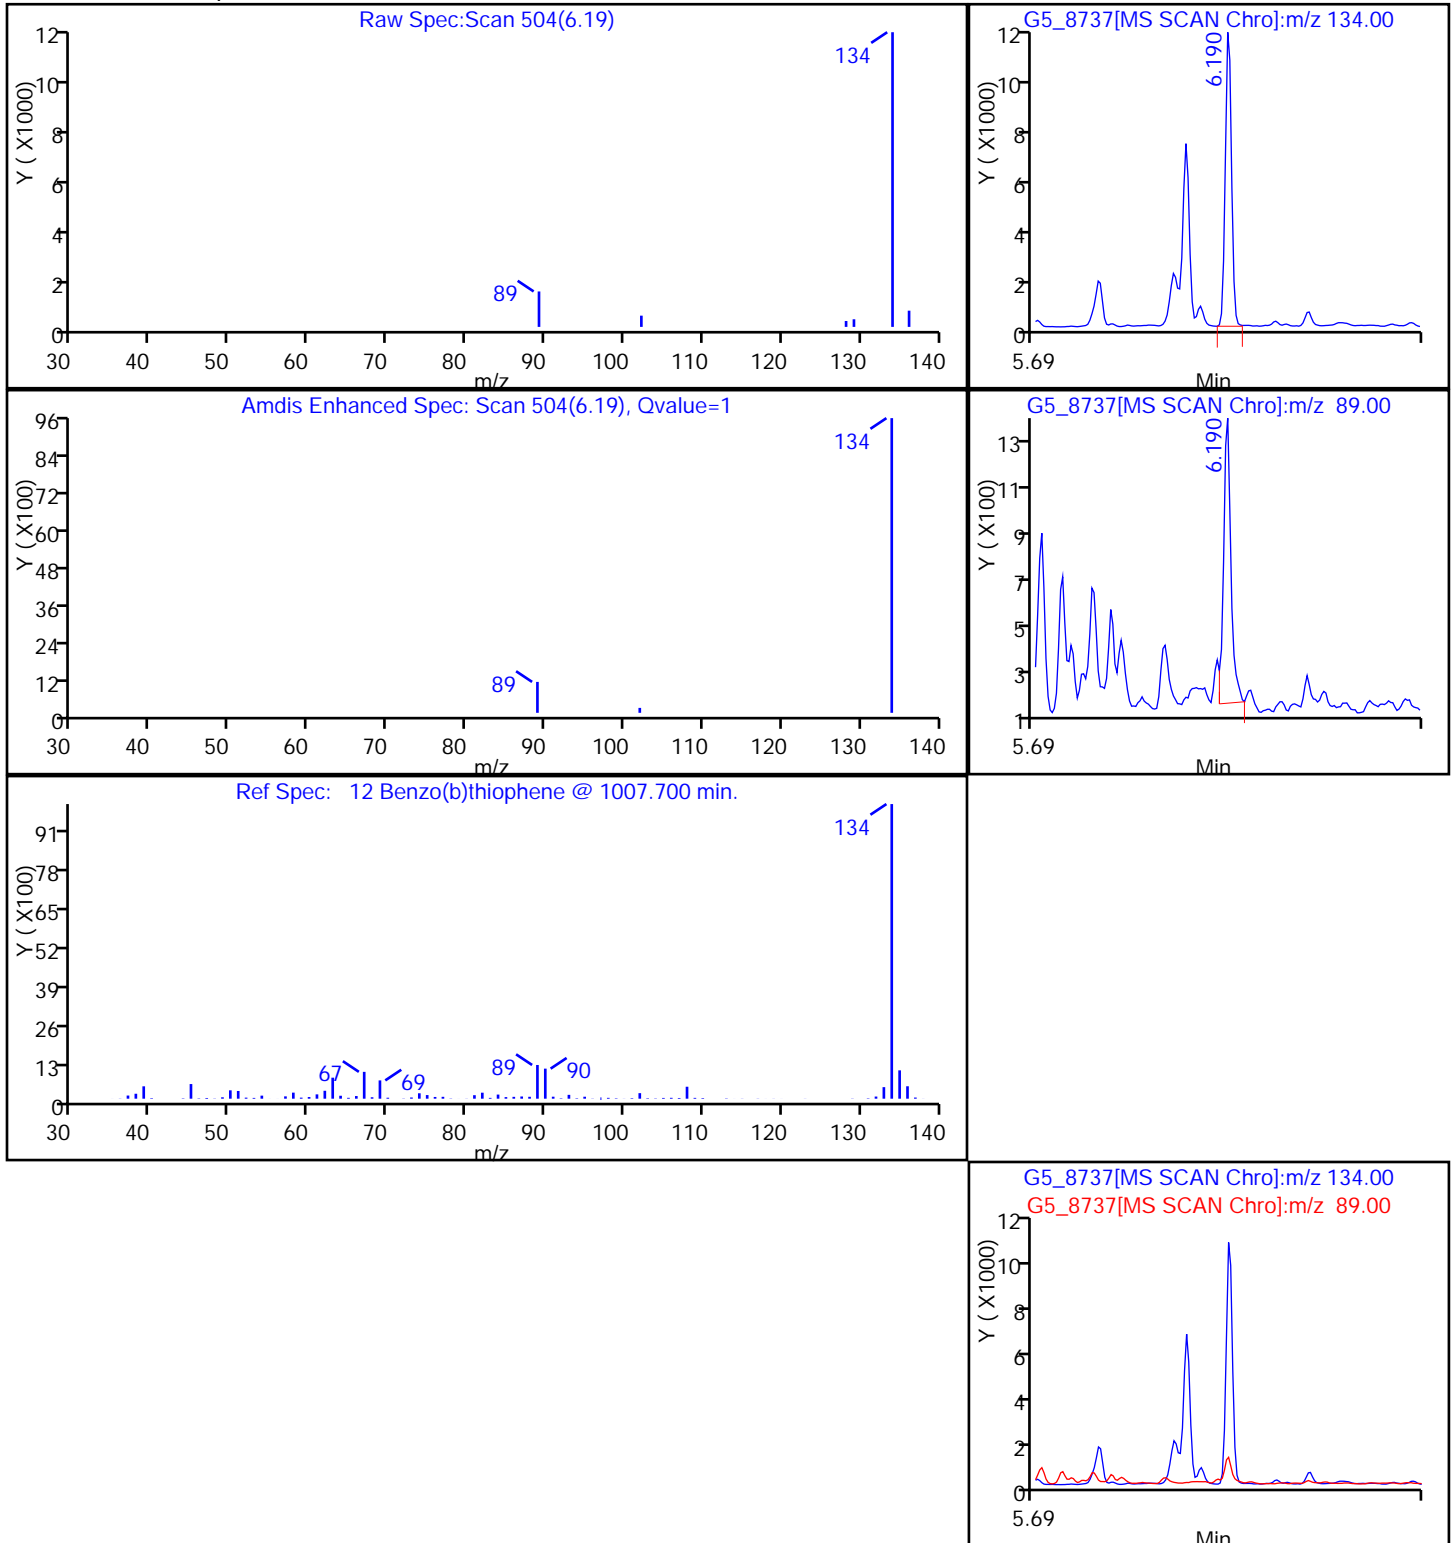 Raw Spec:Scan 504(6.19)
12
10
8
6
4
2
0
Y ( X1000)
134
89
30 40 50 60 70 80 90 100 110 120 130 140
m/z
G5_8737[MS SCAN Chro]:m/z 134.00
12
10
8
6
4
2
0
Y ( X1000)
6.190
5.69
Min
Amdis Enhanced Spec: Scan 504(6.19), Qvalue=1
96
84
72
60
48
36
24
12
0
Y ( X100)
134
89
30 40 50 60 70 80 90 100 110 120 130 140
m/z
G5_8737[MS SCAN Chro]:m/z 89.00
13
11
9
7
5
3
1
Y ( X100)
6.190
5.69
Min
Ref Spec: 12 Benzo(b)thiophene @ 1007.700 min.
91
78
65
52
39
26
13
0
Y ( X100)
134
67
69
89
90
30 40 50 60 70 80 90 100 110 120 130 140
m/z
G5_8737[MS SCAN Chro]:m/z 134.00
G5_8737[MS SCAN Chro]:m/z 89.00
12
10
8
6
4
2
0
Y ( X1000)
5.69
Min